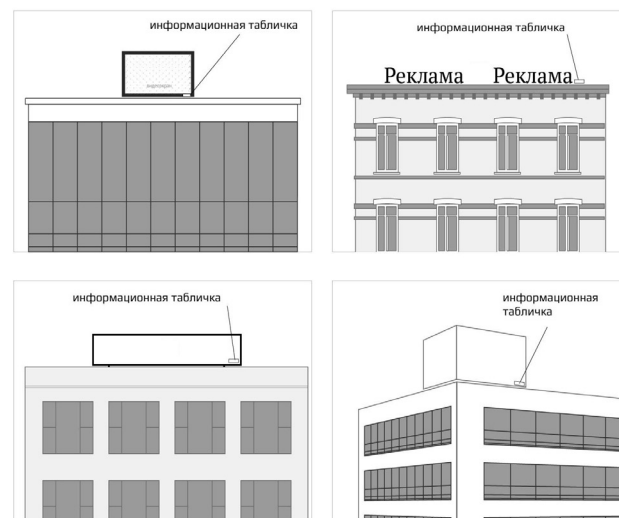 информационная табличка
информационная табличка
Реклама Реклама
информационная табличка
информационная
табличка